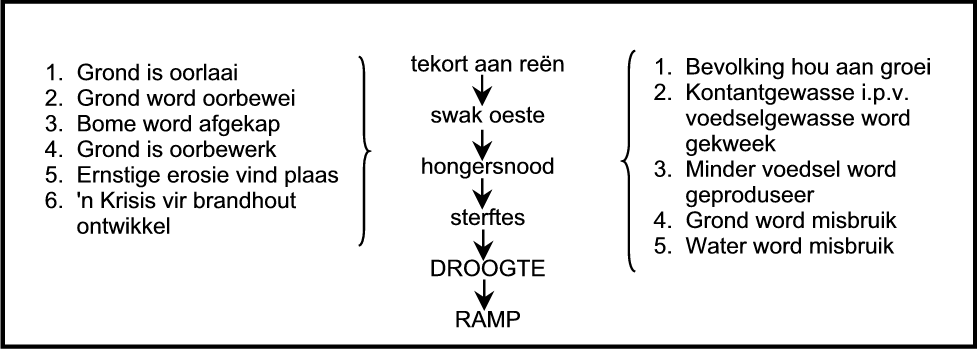 1. Grond is oorlaai
2. Grond word oorbewei
3. Bome word afgekap
4. Grond is oorbewerk
5. Ernstige erosie vind plaas
6. 'n Krisis vir brandhout
ontwikkel
tekort aan reën
swak oeste
hongersnood
sterftes
DROOGTE
RAMP
1. Bevolking hou aan groei
2. Kontantgewasse i.p.v.
voedselgewasse word
gekweek
3. Minder voedsel word
geproduseer
4. Grond word misbruik
5. Water word misbruik